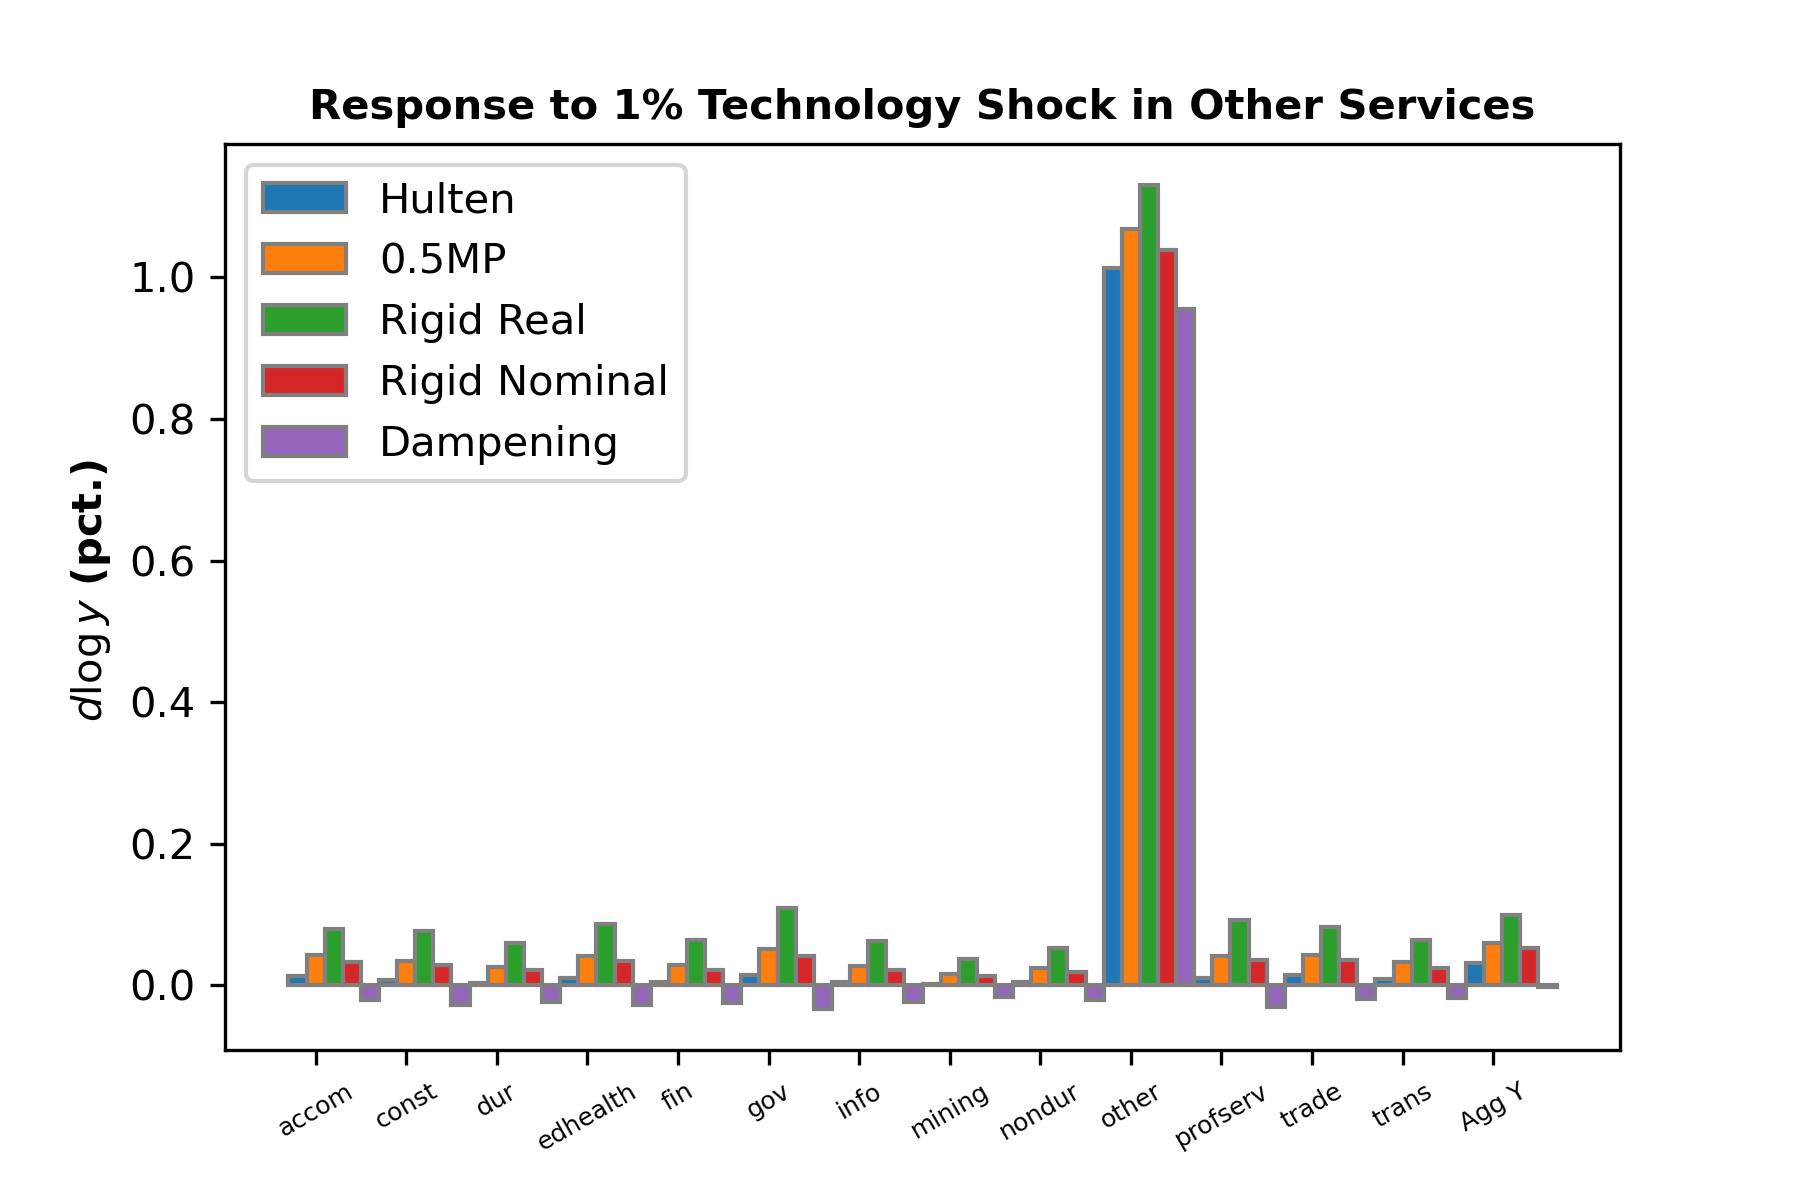 Response to 1% Technology Shock in Other Services
Hulten
0.5MP
Rigid Real
Rigid Nominal
Dampening
dlog y (pct.)
1.0
0.8
0.6
0.4
0.2
0.0
accom
const
dur
edhealth
fin
gov
info
mining
nondur
other
profserv
trade
trans
Agg Y